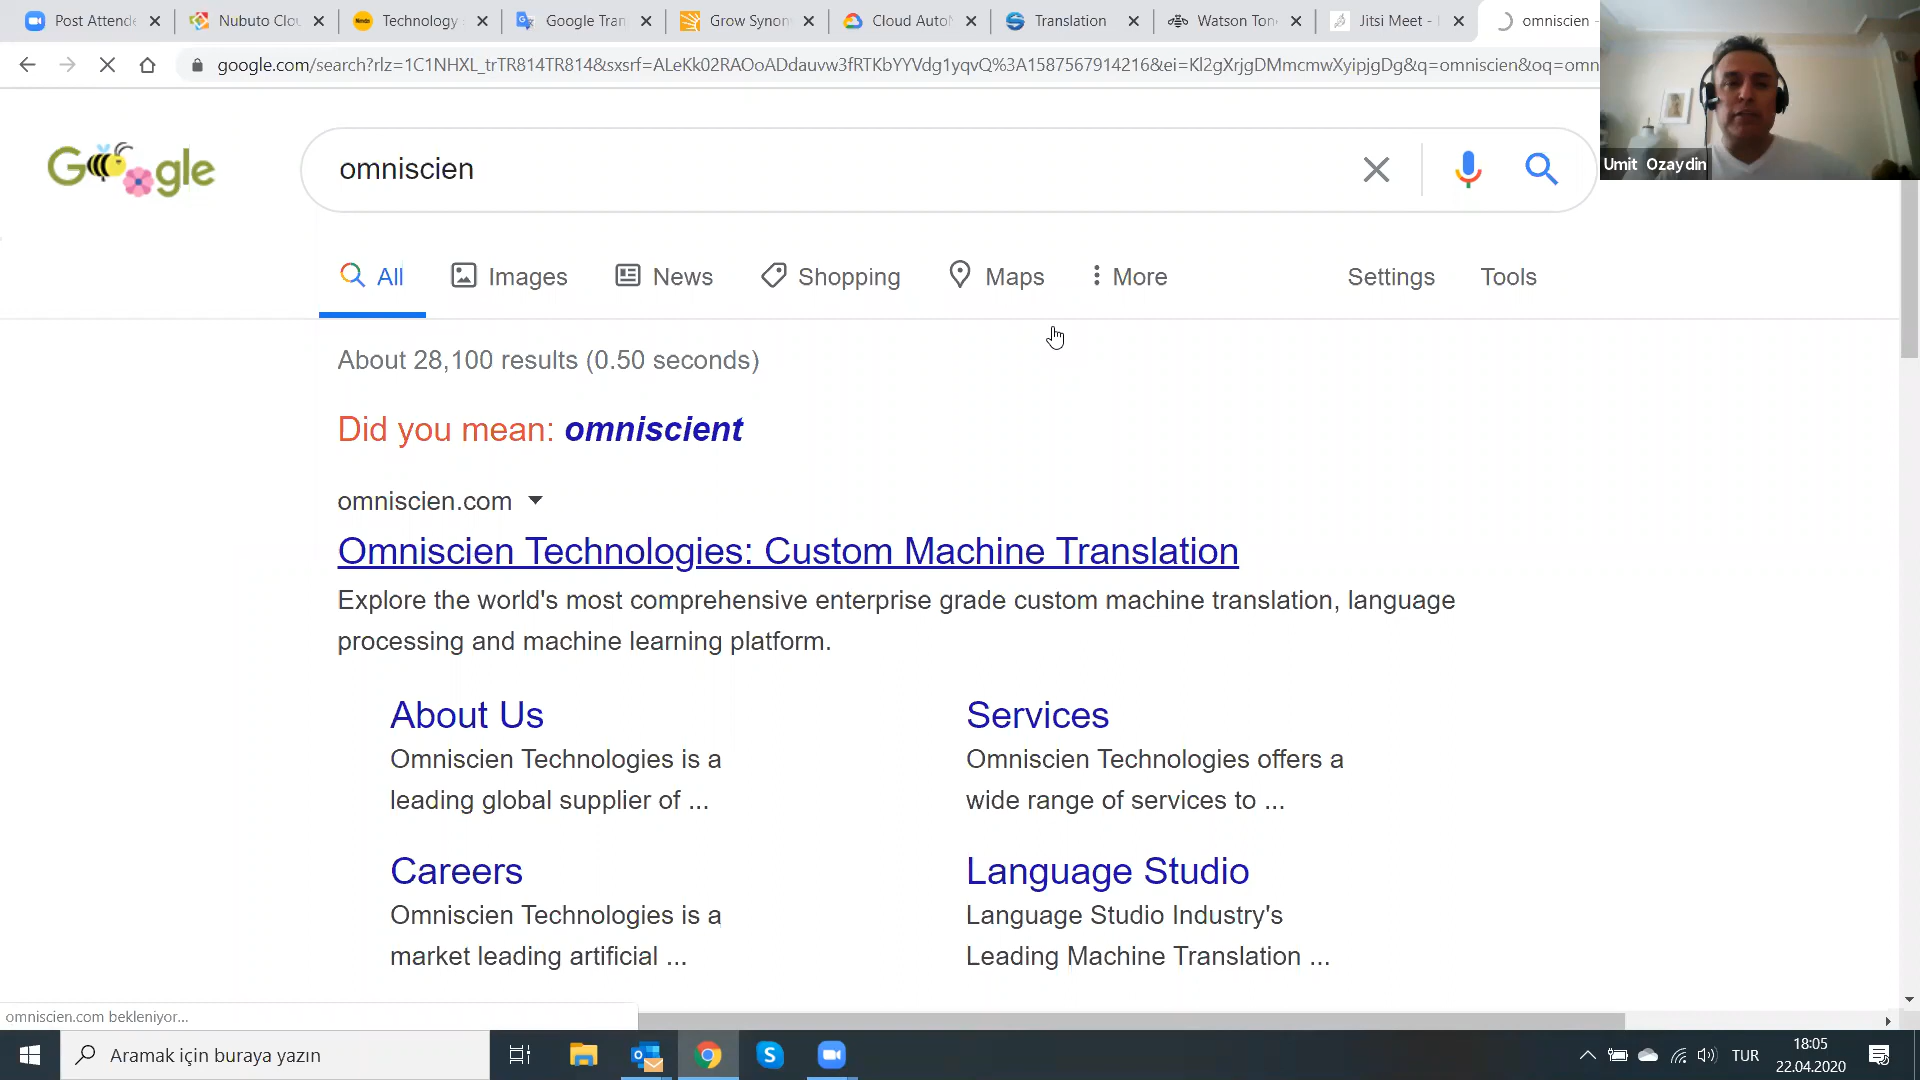 Post Attende
Nubuto Clou
Technology
Google Tran
Grow Synon
Cloud AutoM
Translation
Watson Ton
Jitsi Meet -
omniscien -
google.com/search?rlz=1C1NHXL_trTR814TR814&sxsrf=ALeKk02RAOoADdauvw3fRTKbYYVdg1yqvQ%3A1587567914216&ei=Kl2gXrjgDMmcmwXyipjgDg&q=omniscien&oq=omn
Umit Ozaydin
Google
omniscien
All
Images
News
Shopping
Maps
More
Settings
Tools
About 28,100 results (0.50 seconds)
Did you mean: omniscient
omniscien.com
Omniscien Technologies: Custom Machine Translation
Explore the world's most comprehensive enterprise grade custom machine translation, language
processing and machine learning platform.
About Us
Omniscien Technologies is a
leading global supplier of ...
Services
Omniscien Technologies offers a
wide range of services to ...
Careers
Omniscien Technologies is a
market leading artificial ...
Language Studio
Language Studio Industry's
Leading Machine Translation ...
omniscien.com bekleniyor...
Aramak için buraya yazın
TUR
18:05
22.04.2020